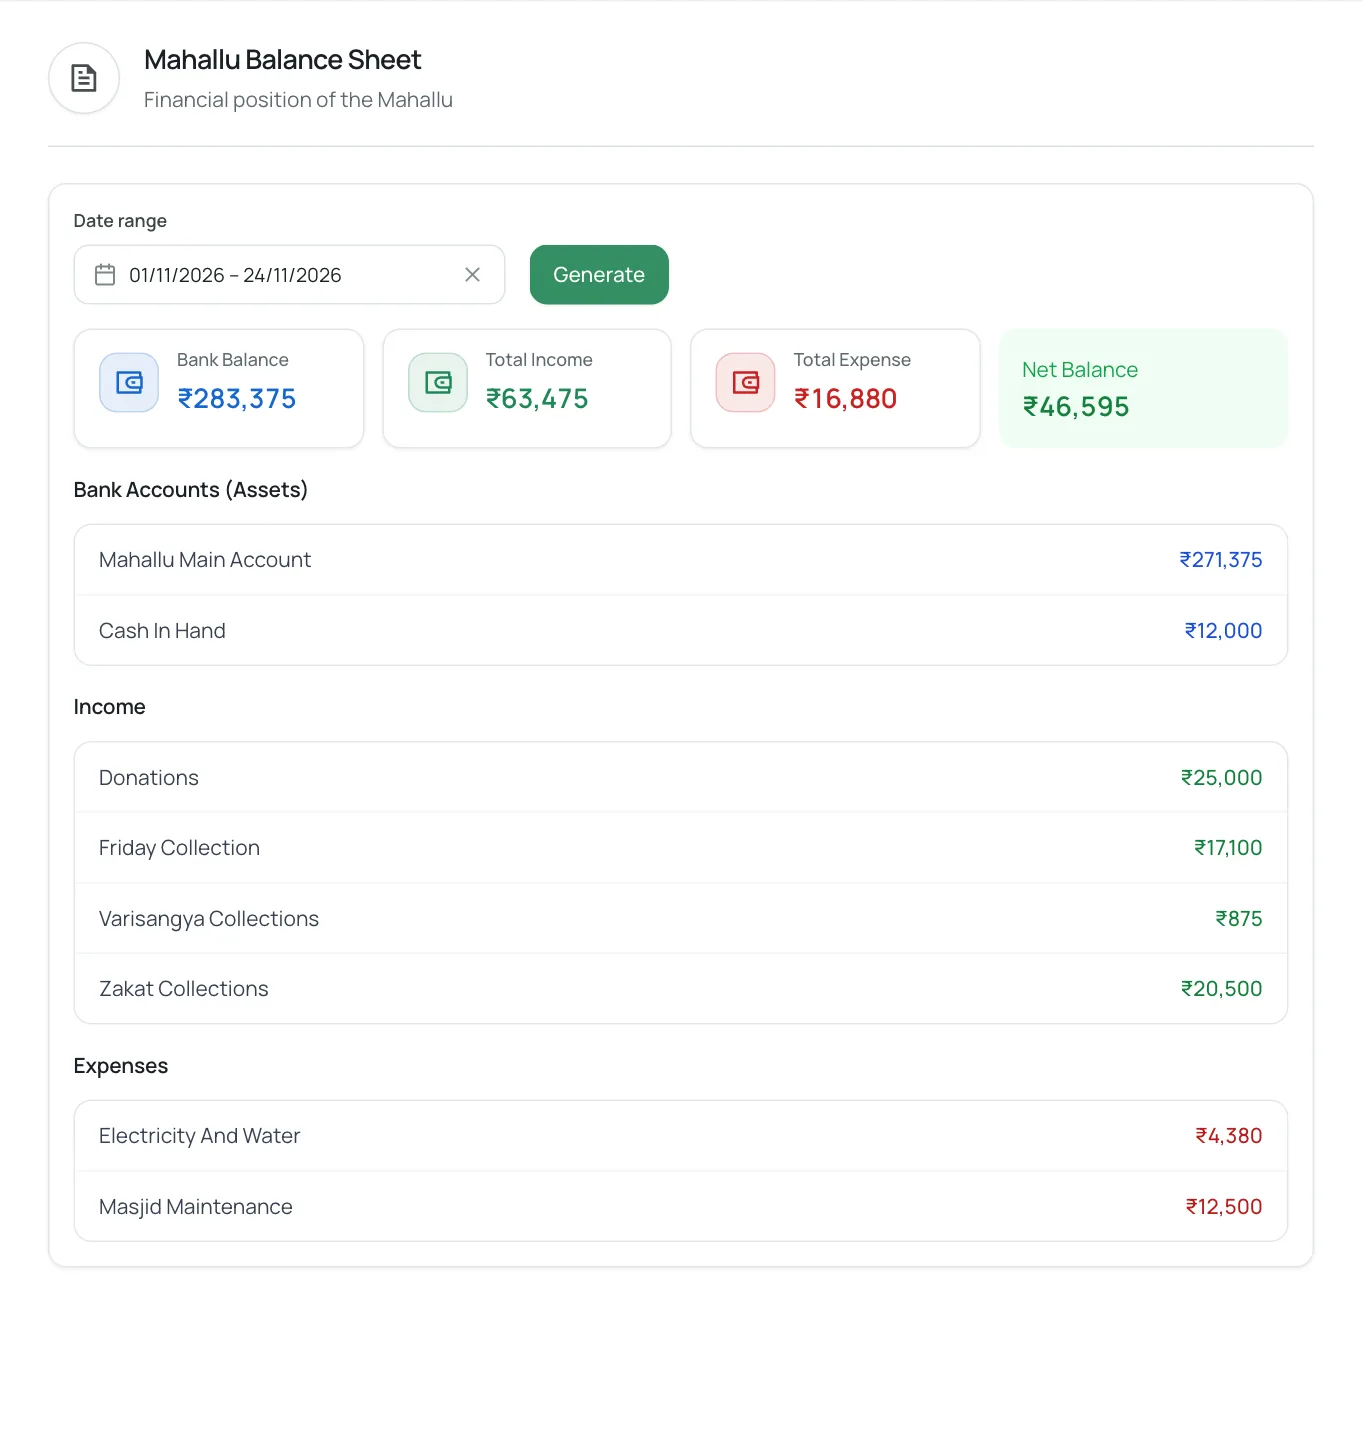 Mahallu Balance Sheet
Financial position of the Mahallu
Date range
01/11/2026 – 24/11/2026
Generate
Bank Balance
₹283,375
Total Income
₹63,475
Total Expense
₹16,880
Net Balance
₹46,595
Bank Accounts (Assets)
Mahallu Main Account ₹271,375
Cash In Hand ₹12,000
Income
Donations ₹25,000
Friday Collection ₹17,100
Varisangya Collections ₹875
Zakat Collections ₹20,500
Expenses
Electricity And Water ₹4,380
Masjid Maintenance ₹12,500